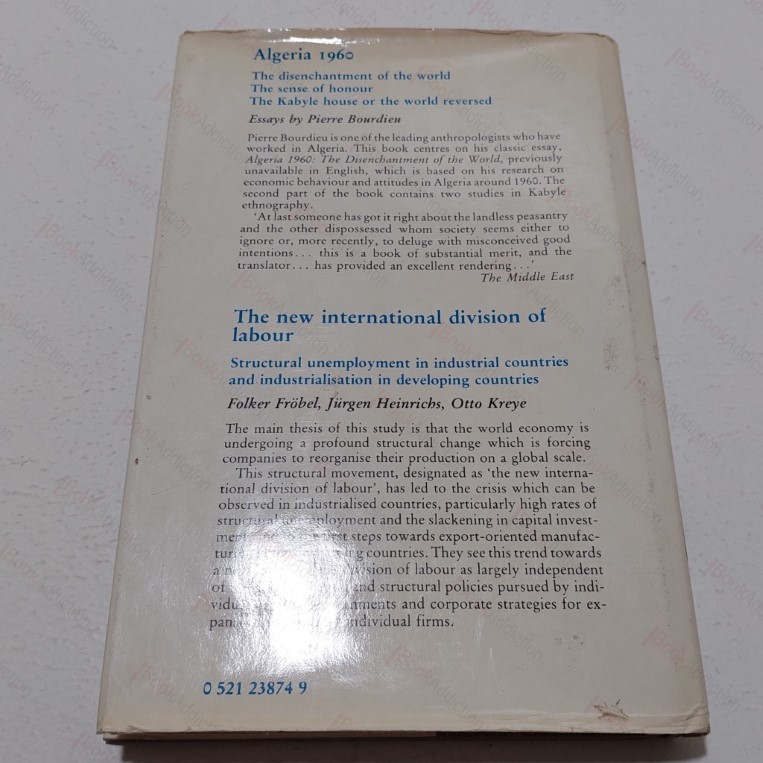 Algeria 1960
The disenchantment of the world
The sense of honour
The Kabyle house or the world reversed
Essays by Pierre Bourdieu
Pierre Bourdieu is one of the leading anthropologists who have
worked in Algeria. This book centres on his classic essay,
Algeria 1960: The Disenchantment of the World, previously
unavailable in English, which is based on his research on
economic behaviour and attitudes in Algeria around 1960. The
second part of the book contains two studies in Kabyle
ethnography.
'At last someone has got it right about the landless peasantry
and the other dispossessed whom society seems either to
ignore or, more recently, to deluge with misconceived good
intentions... this is a book of substantial merit, and the
translator... has provided an excellent rendering...'
The Middle East
The new international division of
labour
Structural unemployment in industrial countries
and industrialisation in developing countries
Folker Fröbel, Jürgen Heinrichs, Otto Kreye
The main thesis of this study is that the world economy is
undergoing a profound structural change which is forcing
companies to reorganise their production on a global scale.
This structural movement, designated as 'the new interna-
tional division of labour', has led to the crisis which can be
observed in industrialised countries, particularly high rates of
structural unemployment and the slackening in capital invest-
steps towards export-oriented manufac-
countries. They see this trend towards
of labour as largely independent
of and structural policies pursued by indi-
and corporate strategies for ex-
individual firms.
0 521 23874 9
BookAddiction